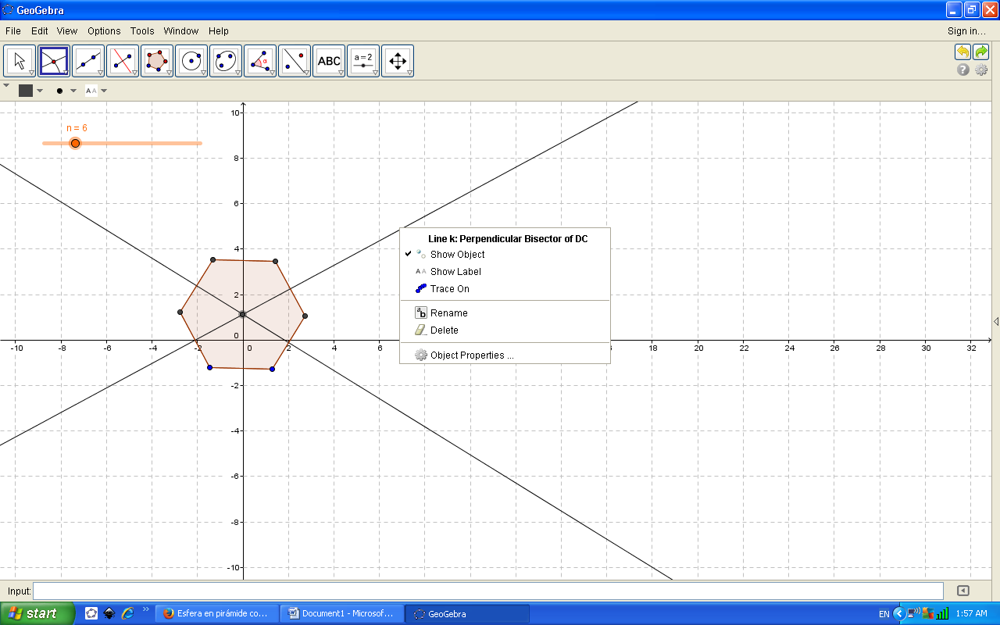 GeoGebra
File Edit View Options Tools Window Help Sign in...
ABC a = 2
α
A A
n = 6
10
8
6
4
2
0
-2
-4
-6
-8
-10
-10 -8 -6 -4 -2 0 2 4 6 18 20 22 24 26 28 30 32
Line k: Perpendicular Bisector of DC
Show Object
A A Show Label
Trace On
a b Rename
Delete
Object Properties ...
Input:
start Esfera en pirámide co... Document1 - Microsof... GeoGebra EN 1:57 AM